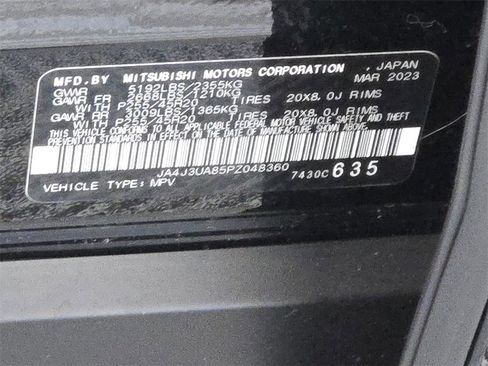 MFD.BY MITSUBISHI MOTORS CORPORATION, JAPAN
GVWR 5192LBS/2355KG MAR 2023
GAWR FR 2668LBS/1210KG
WITH P255/45R20 TIRES 20X8.0J RIMS
GAWR RR 3009LBS/1365KG
WITH P255/45R20 TIRES 20X8.0J RIMS
THIS VEHICLE CONFORMS TO ALL APPLICABLE FEDERAL MOTOR VEHICLE SAFETY AND
THEFT PREVENTION STANDARDS IN EFFECT ON THE DATE OF MANUFACTURE SHOWN ABOVE.
JA4J3UA85PZ048360
VEHICLE TYPE:MPV 7430C 635